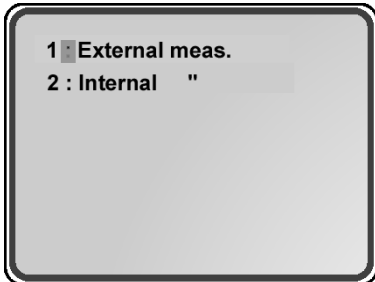 1 : External meas.
2 : Internal "